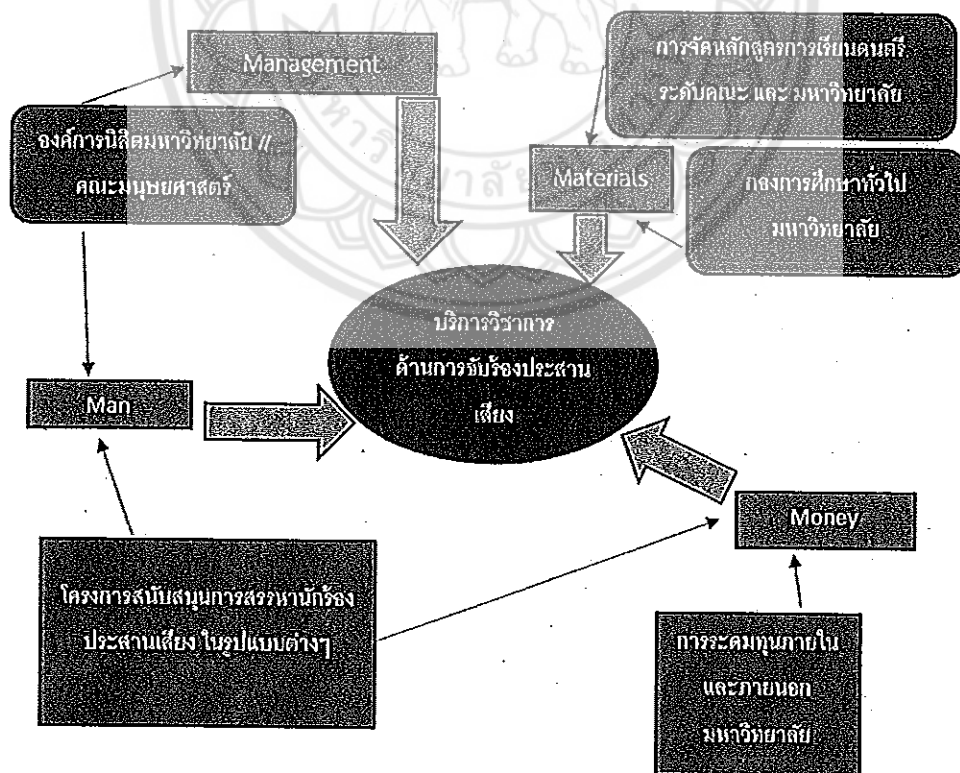 Management
การจัดหลักสูตรการเรียนดนตรี
ระดับคณะ และ มหาวิทยาลัย
องค์การนิสิตมหาวิทยาลัย //
คณะมนุษยศาสตร์
Materials
กองการศึกษาทั่วไป
มหาวิทยาลัย
บริการวิชาการ
ด้านการขับร้องประสาน
เสียง
Man
Money
โครงการสนับสนุนการสรรหานักร้อง
ประสานเสียง ในรูปแบบต่างๆ
การระดมทุนภายใน
และภายนอก
มหาวิทยาลัย